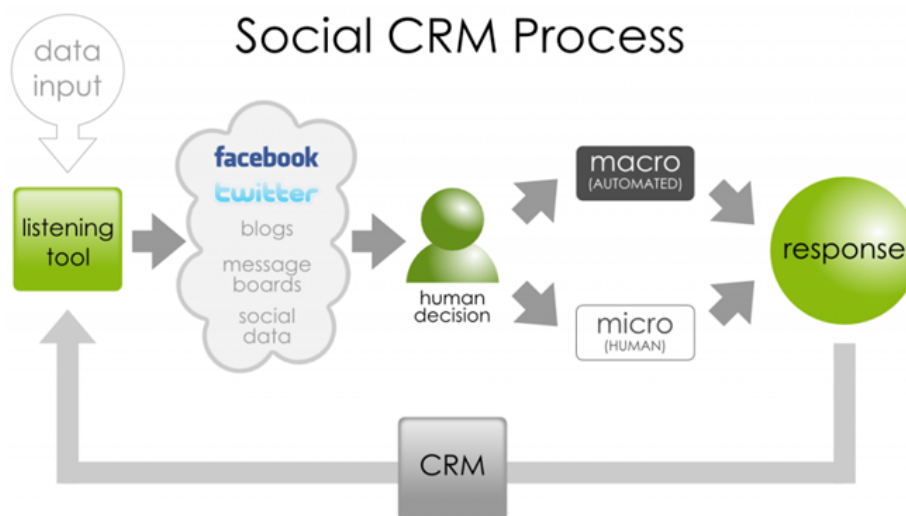 Social CRM Process
data
input
listening
tool
facebook
twitter
blogs
message
boards
social
data
human
decision
macro
(AUTOMATED)
micro
(HUMAN)
response
CRM